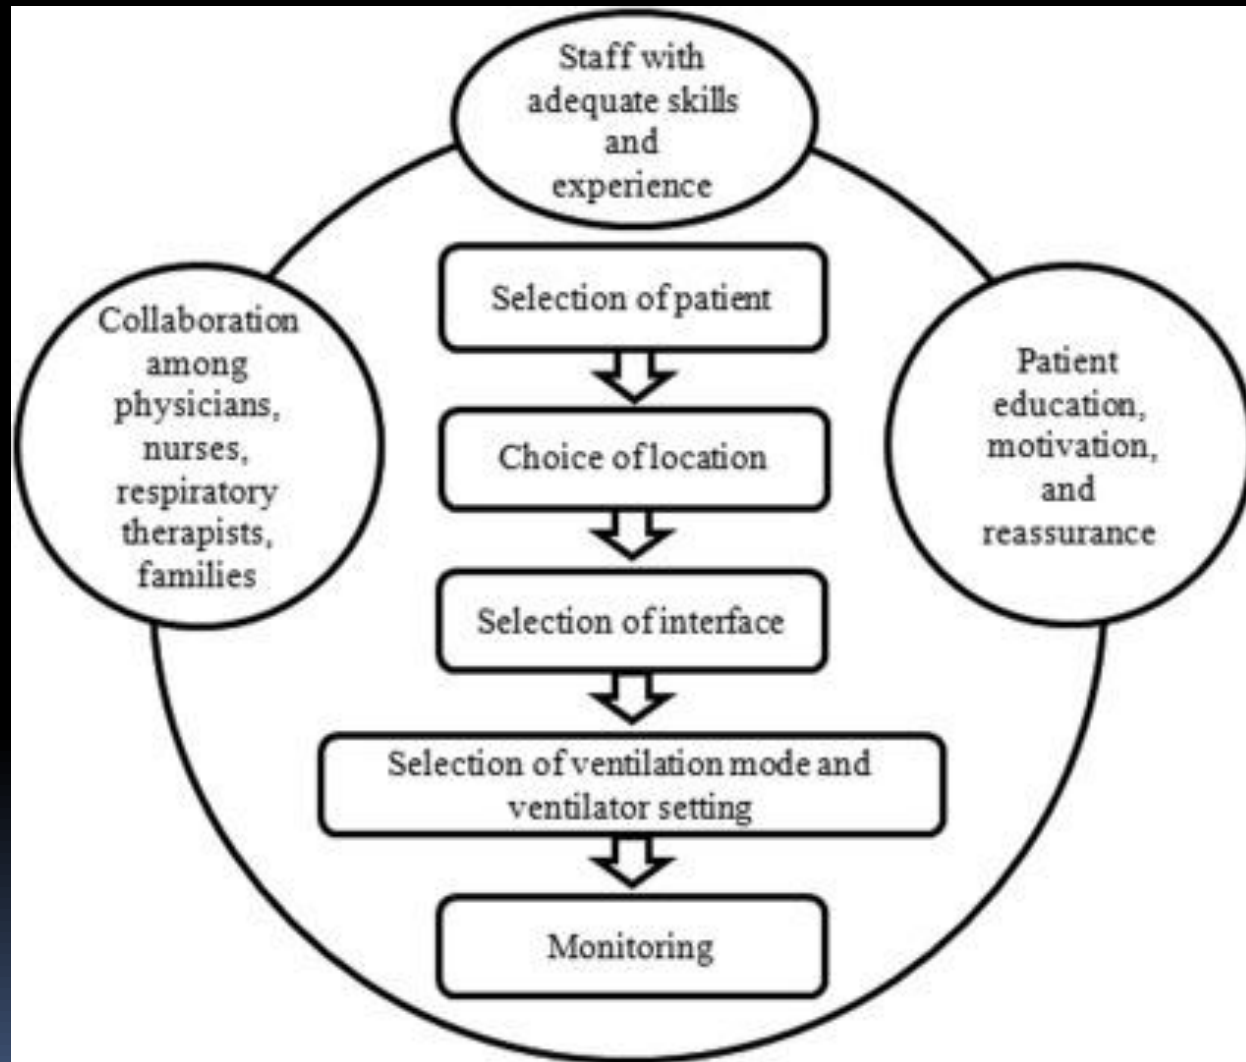 Staff with
adequate skills
and
experience
Selection of patient
Collaboration
among
physicians,
nurses,
respiratory
therapists,
families
Patient
education,
motivation,
and
reassurance
Choice of location
Selection of interface
Selection of ventilation mode and
ventilator setting
Monitoring